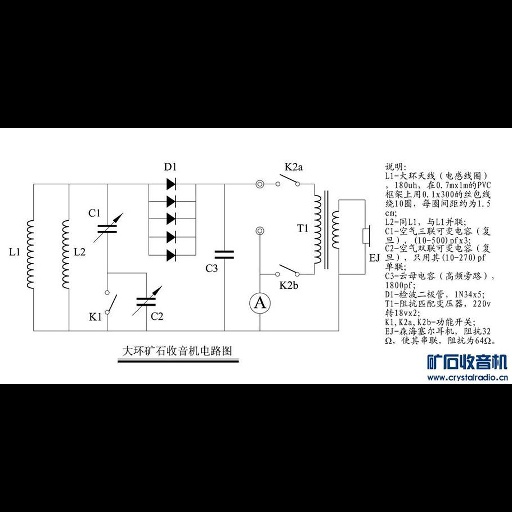 D1
K2a
说明:
L1-大环天线（电感线圈）
，180uh，在0.7mx1m的PVC
框架上用0.1x300的丝包线
绕10圈，每圈间距约为1.5
cm;
L2-同L1，与L1并联;
C1-空气三联可变电容（复
旦），(10-500)pfx3;
C2-空气双联可变电容（复
旦），只用其(10-270)pf
单联;
C3-云母电容（高频旁路），
1800pf;
D1-检波二极管，1N34x5;
T1-阻抗匹配变压器，220v
转18vx2;
K1,K2a,K2b-功能开关;
EJ-森海塞尔耳机，阻抗32
Ω，使其串联，阻抗为64Ω。
C1
T1
L1
L2
C3
EJ
K2b
A
K1
C2
大环矿石收音机电路图
矿石收音机
www.crystalradio.cn